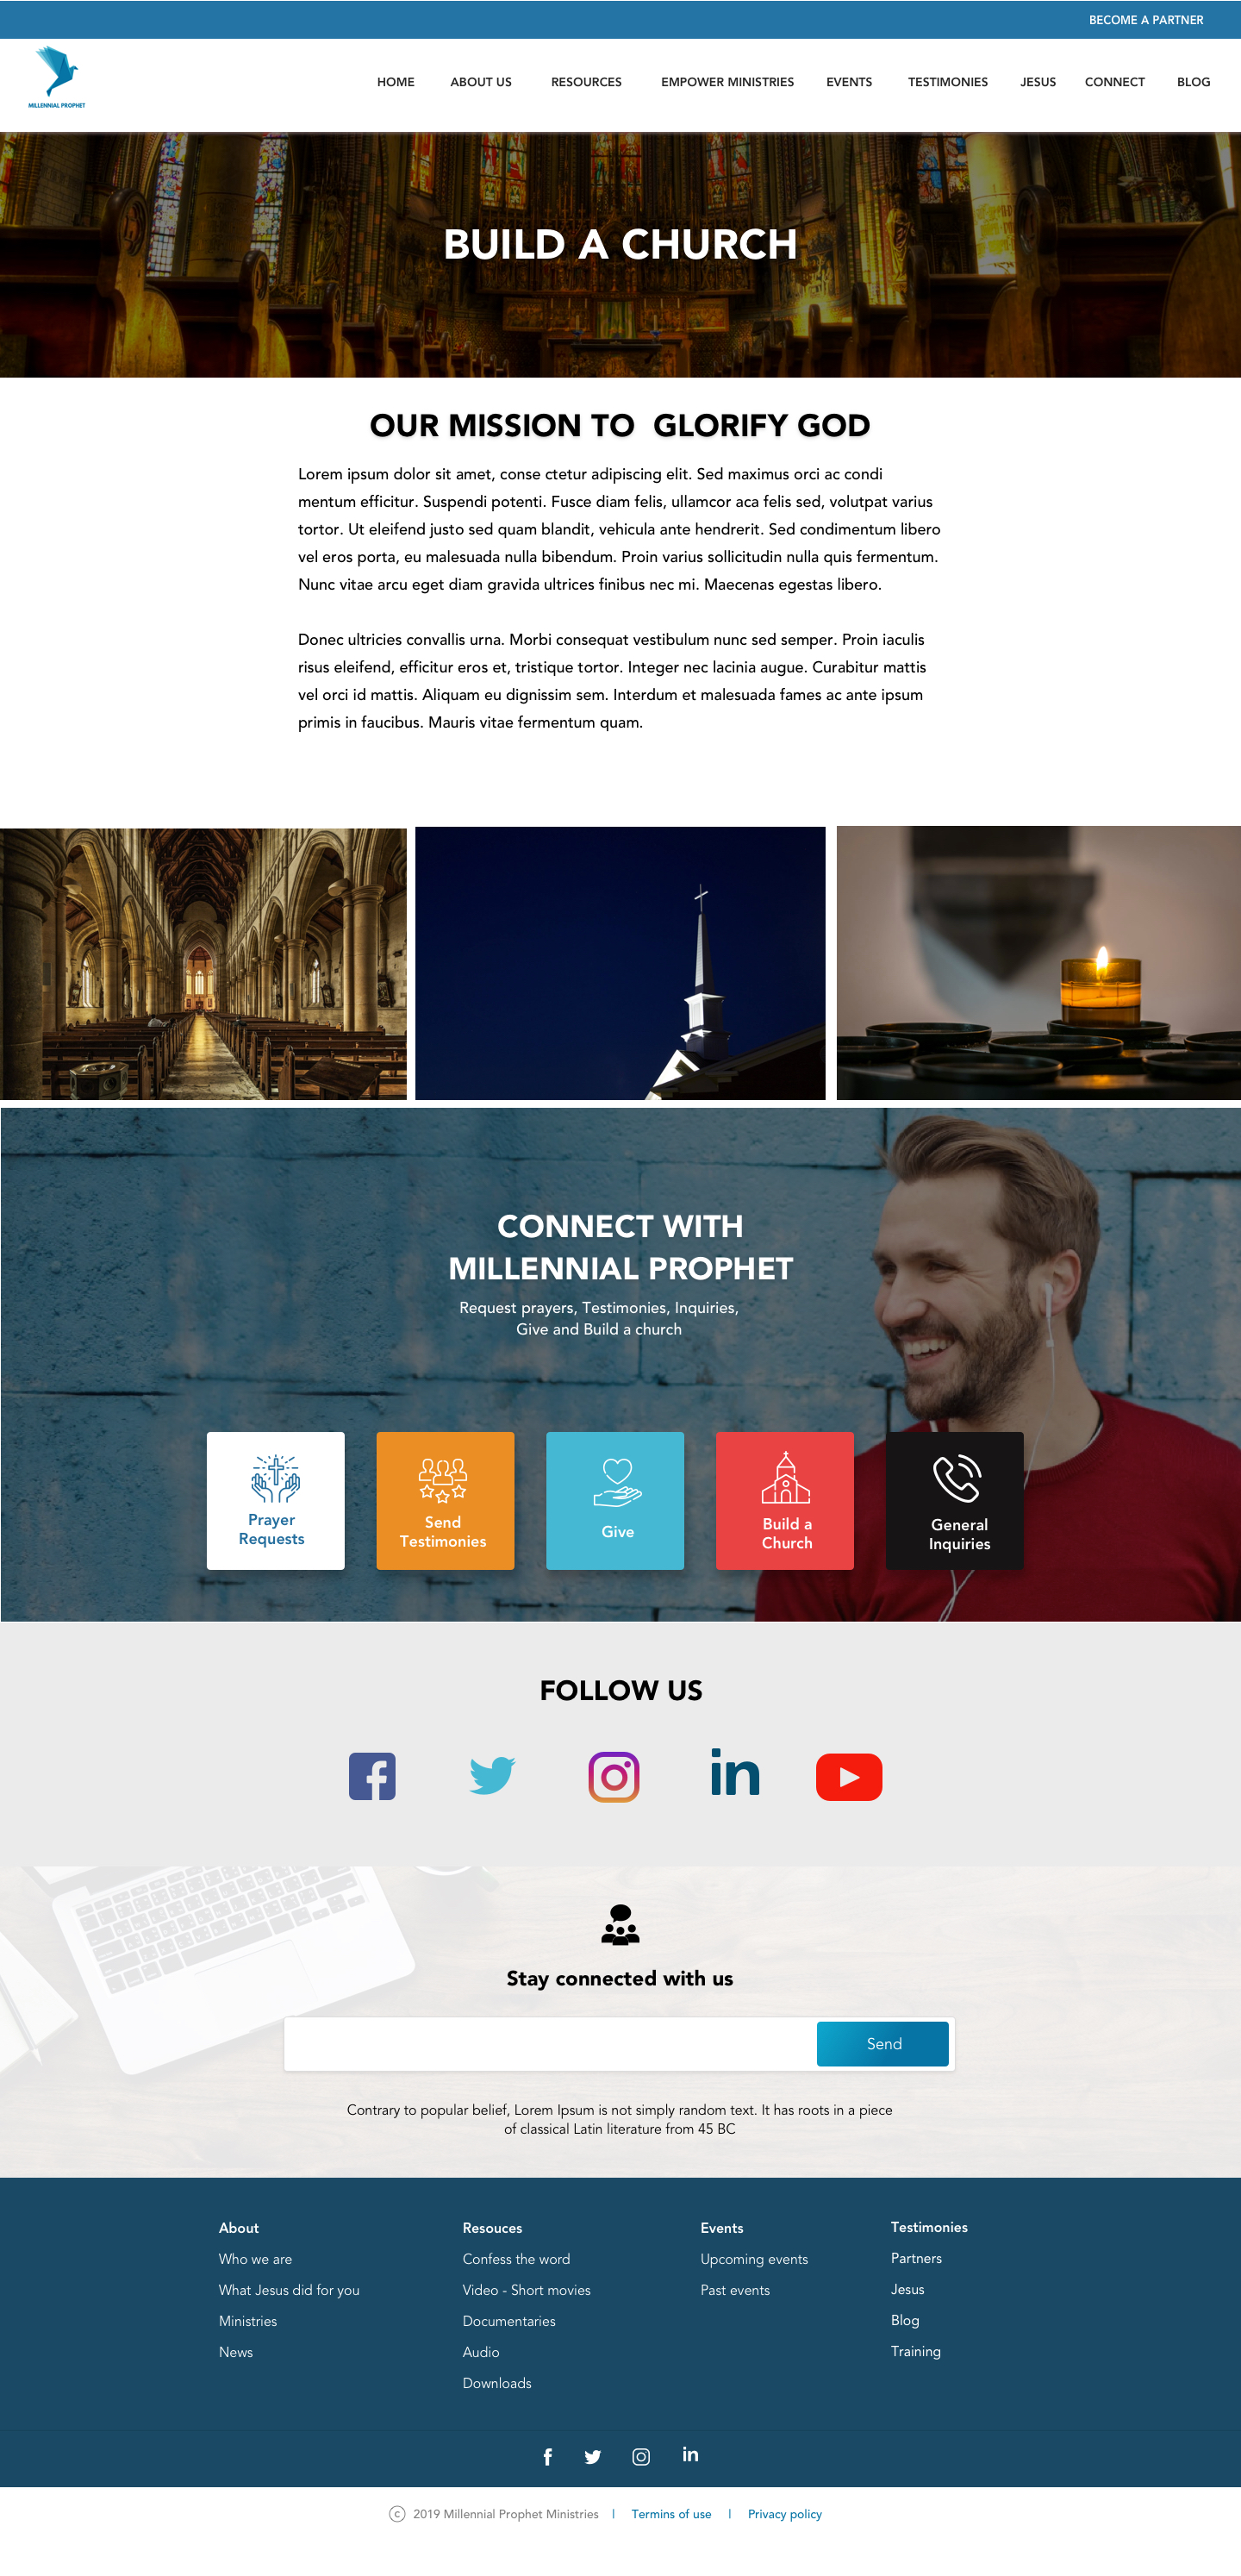 BECOME A PARTNER
MILLENNIAL PROPHET
HOME ABOUT US RESOURCES EMPOWER MINISTRIES EVENTS TESTIMONIES JESUS CONNECT BLOG
BUILD A CHURCH
OUR MISSION TO GLORIFY GOD
Lorem ipsum dolor sit amet, conse ctetur adipiscing elit. Sed maximus orci ac condi
mentum efficitur. Suspendi potenti. Fusce diam felis, ullamcor aca felis sed, volutpat varius
tortor. Ut eleifend justo sed quam blandit, vehicula ante hendrerit. Sed condimentum libero
vel eros porta, eu malesuada nulla bibendum. Proin varius sollicitudin nulla quis fermentum.
Nunc vitae arcu eget diam gravida ultrices finibus nec mi. Maecenas egestas libero.
Donec ultricies convallis urna. Morbi consequat vestibulum nunc sed semper. Proin iaculis
risus eleifend, efficitur eros et, tristique tortor. Integer nec lacinia augue. Curabitur mattis
vel orci id mattis. Aliquam eu dignissim sem. Interdum et malesuada fames ac ante ipsum
primis in faucibus. Mauris vitae fermentum quam.
CONNECT WITH
MILLENNIAL PROPHET
Request prayers, Testimonies, Inquiries,
Give and Build a church
Prayer
Requests
Send
Testimonies
Give
Build a
Church
General
Inquiries
FOLLOW US
Stay connected with us
Send
Contrary to popular belief, Lorem Ipsum is not simply random text. It has roots in a piece
of classical Latin literature from 45 BC
About
Who we are
What Jesus did for you
Ministries
News
Resouces
Confess the word
Video - Short movies
Documentaries
Audio
Downloads
Events
Upcoming events
Past events
Testimonies
Partners
Jesus
Blog
Training
© 2019 Millennial Prophet Ministries | Termins of use | Privacy policy